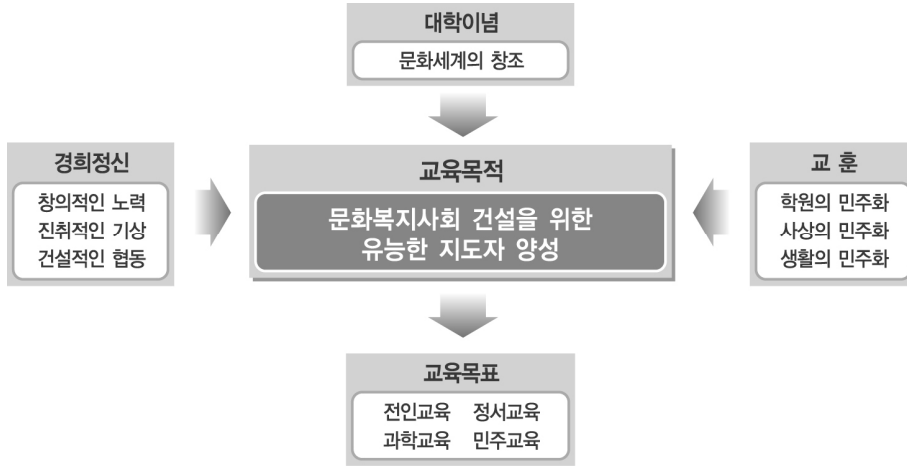 대학이념
문화세계의 창조
경희정신
창의적인 노력
진취적인 기상
건설적인 협동
교육목적
문화복지사회 건설을 위한
유능한 지도자 양성
교 훈
학원의 민주화
사상의 민주화
생활의 민주화
교육목표
전인교육 정서교육
과학교육 민주교육